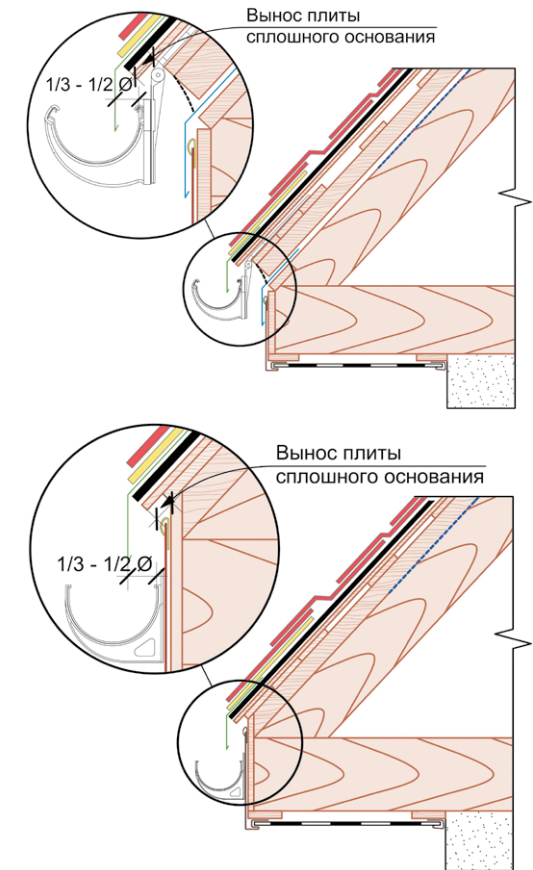 Вынос плиты
сплошного основания
1/3 - 1/2 Ø
Вынос плиты
сплошного основания
1/3 - 1/2 Ø